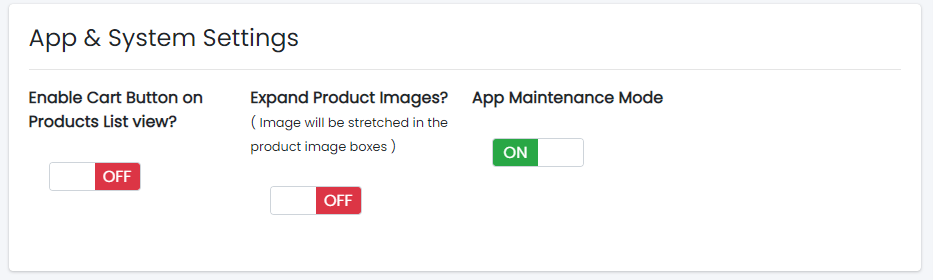 App & System Settings
Enable Cart Button on
Products List view?
OFF
Expand Product Images?
( Image will be stretched in the
product image boxes )
OFF
App Maintenance Mode
ON